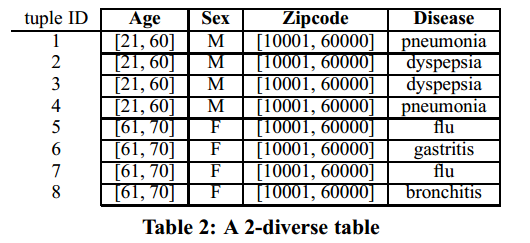 tuple ID Age Sex Zipcode Disease
1 [21, 60] M [10001, 60000] pneumonia
2 [21, 60] M [10001, 60000] dyspepsia
3 [21, 60] M [10001, 60000] dyspepsia
4 [21, 60] M [10001, 60000] pneumonia
5 [61, 70] F [10001, 60000] flu
6 [61, 70] F [10001, 60000] gastritis
7 [61, 70] F [10001, 60000] flu
8 [61, 70] F [10001, 60000] bronchitis
Table 2: A 2-diverse table